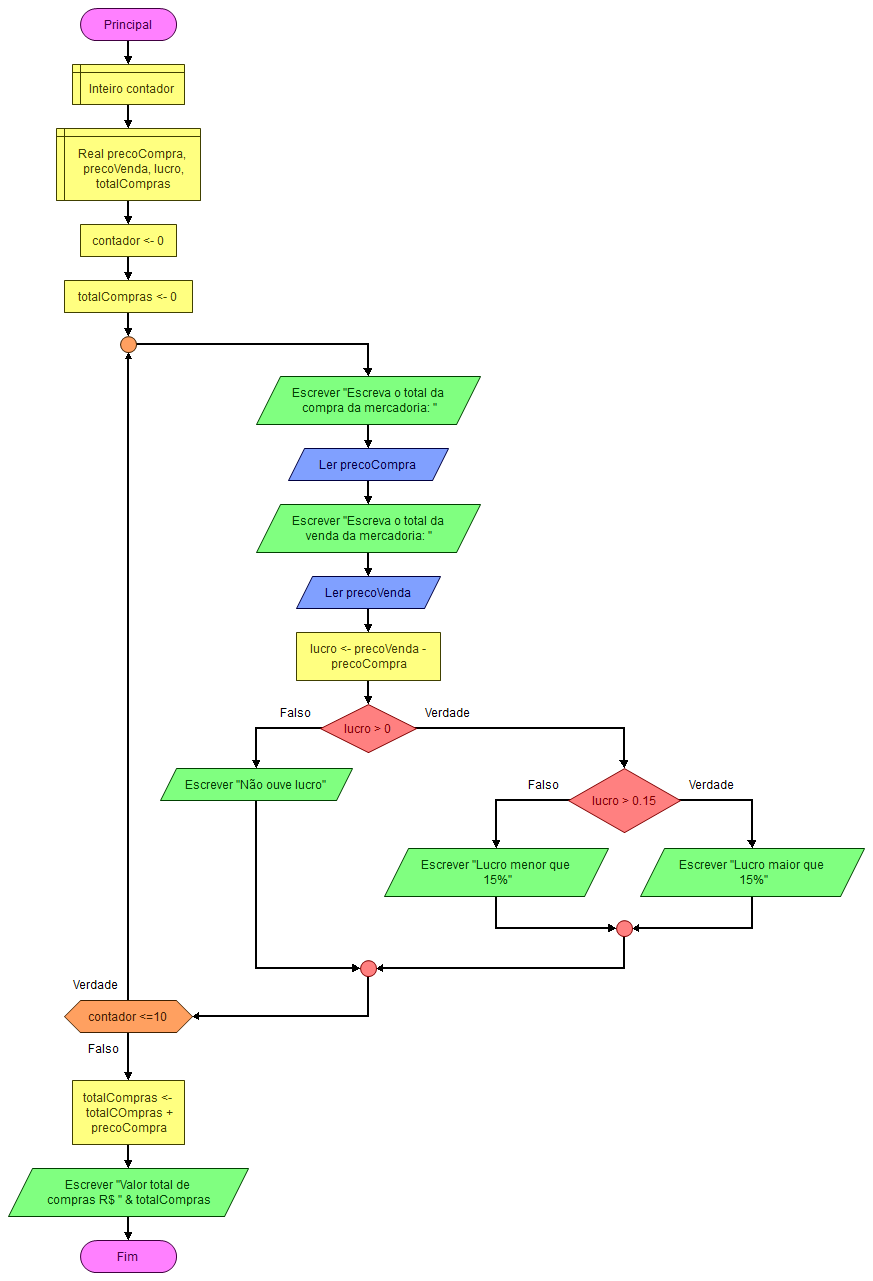 Principal
Inteiro contador
Real precoCompra,
precoVenda, lucro,
totalCompras
contador <- 0
totalCompras <- 0
Escrever "Escreva o total da
compra da mercadoria: "
Ler precoCompra
Escrever "Escreva o total da
venda da mercadoria: "
Ler precoVenda
lucro <- precoVenda -
precoCompra
Falso
Verdade
lucro > 0
Escrever "Não ouve lucro"
Falso
Verdade
lucro > 0.15
Escrever "Lucro menor que
15%"
Escrever "Lucro maior que
15%"
Verdade
contador <=10
Falso
totalCompras <-
totalCOmpras +
precoCompra
Escrever "Valor total de
compras R$ " & totalCompras
Fim